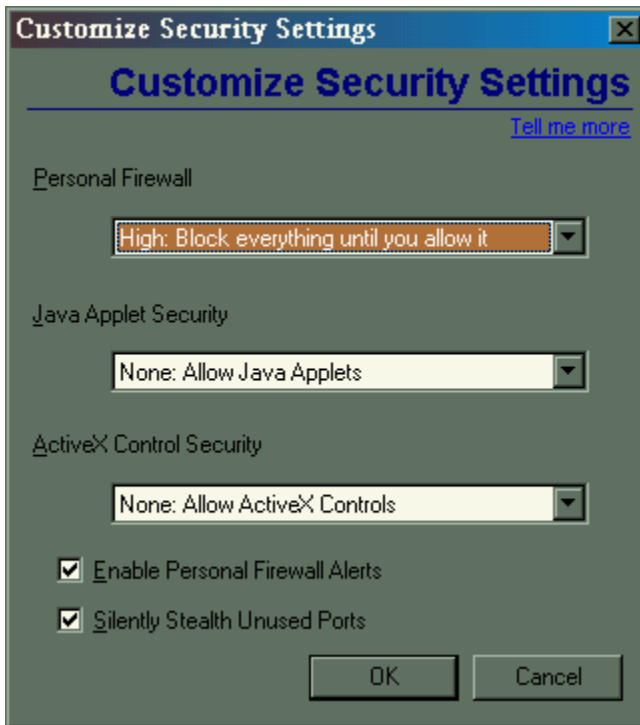 Customize Security Settings
Customize Security Settings
Tell me more
Personal Firewall
High: Block everything until you allow it
Java Applet Security
None: Allow Java Applets
ActiveX Control Security
None: Allow ActiveX Controls
Enable Personal Firewall Alerts
Silently Stealth Unused Ports
OK Cancel